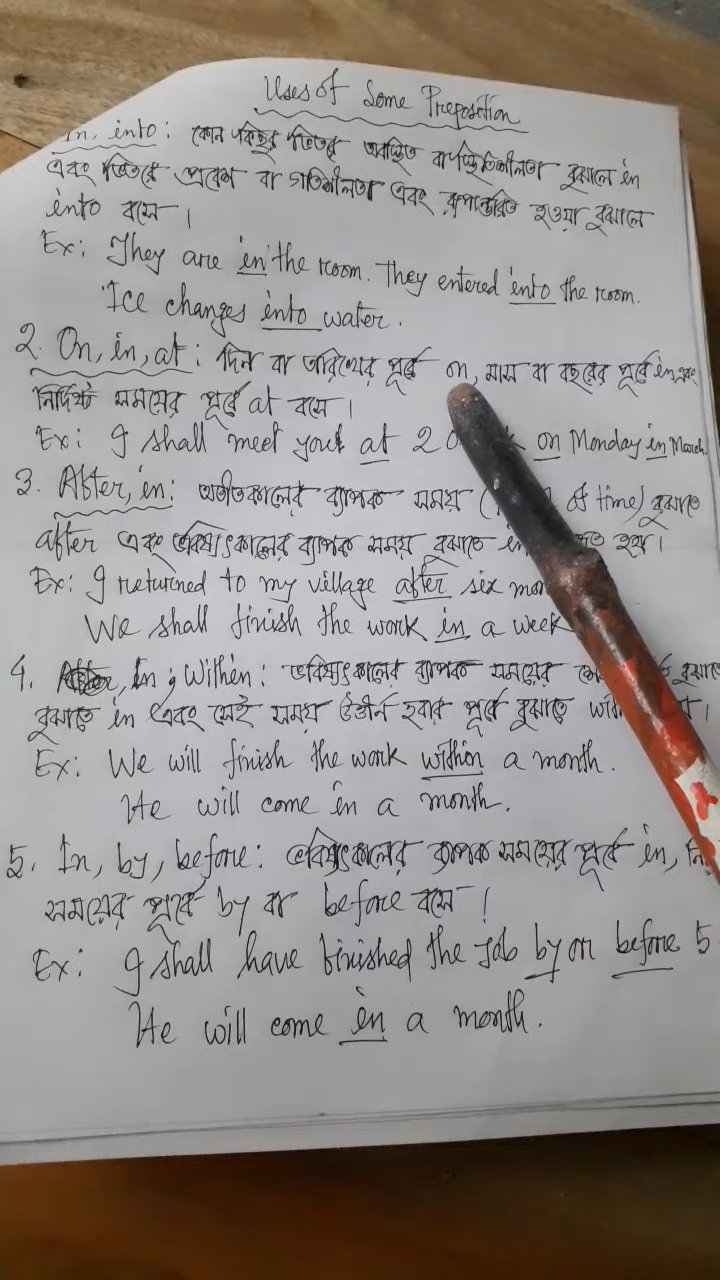 Uses of Some Preposition
In, into: কোন কিছুর ভিতরে অবস্থিত বা স্থিতিশীলতা বুঝালে in
এবং ভিতরে প্রবেশ বা গতিশীলতা এবং রূপান্তরিত হওয়া বুঝালে
into বসে।
Ex: They are in the room. They entered into the room.
Ice changes into water.
2. On, in, at: দিন বা তারিখের পূর্বে on, মাস বা বছরের পূর্বে in এবং
নির্দিষ্ট সময়ের পূর্বে at বসে।
Ex: I shall meet you at 2 on Monday in March.
3. After, in: অতীতকালের ব্যাপক সময় ( of time) বুঝাতে
after এবং ভবিষ্যৎকালের ব্যাপক সময় বুঝাতে in হয়।
Ex: I returned to my village after six
We shall finish the work in a week
4. In, Within: ভবিষ্যৎকালের ব্যাপক সময়ের বুঝাতে
বুঝাতে in এবং সেই সময় উত্তীর্ন হবার পূর্বে বুঝাতে
Ex: We will finish the work within a month.
He will come in a month.
5. In, by, before: ভবিষ্যৎকালের ব্যাপক সময়ের পূর্বে in,
সময়ের পূর্বে by বা before বসে।
Ex: I shall have finished the job by or before 5
He will come in a month.